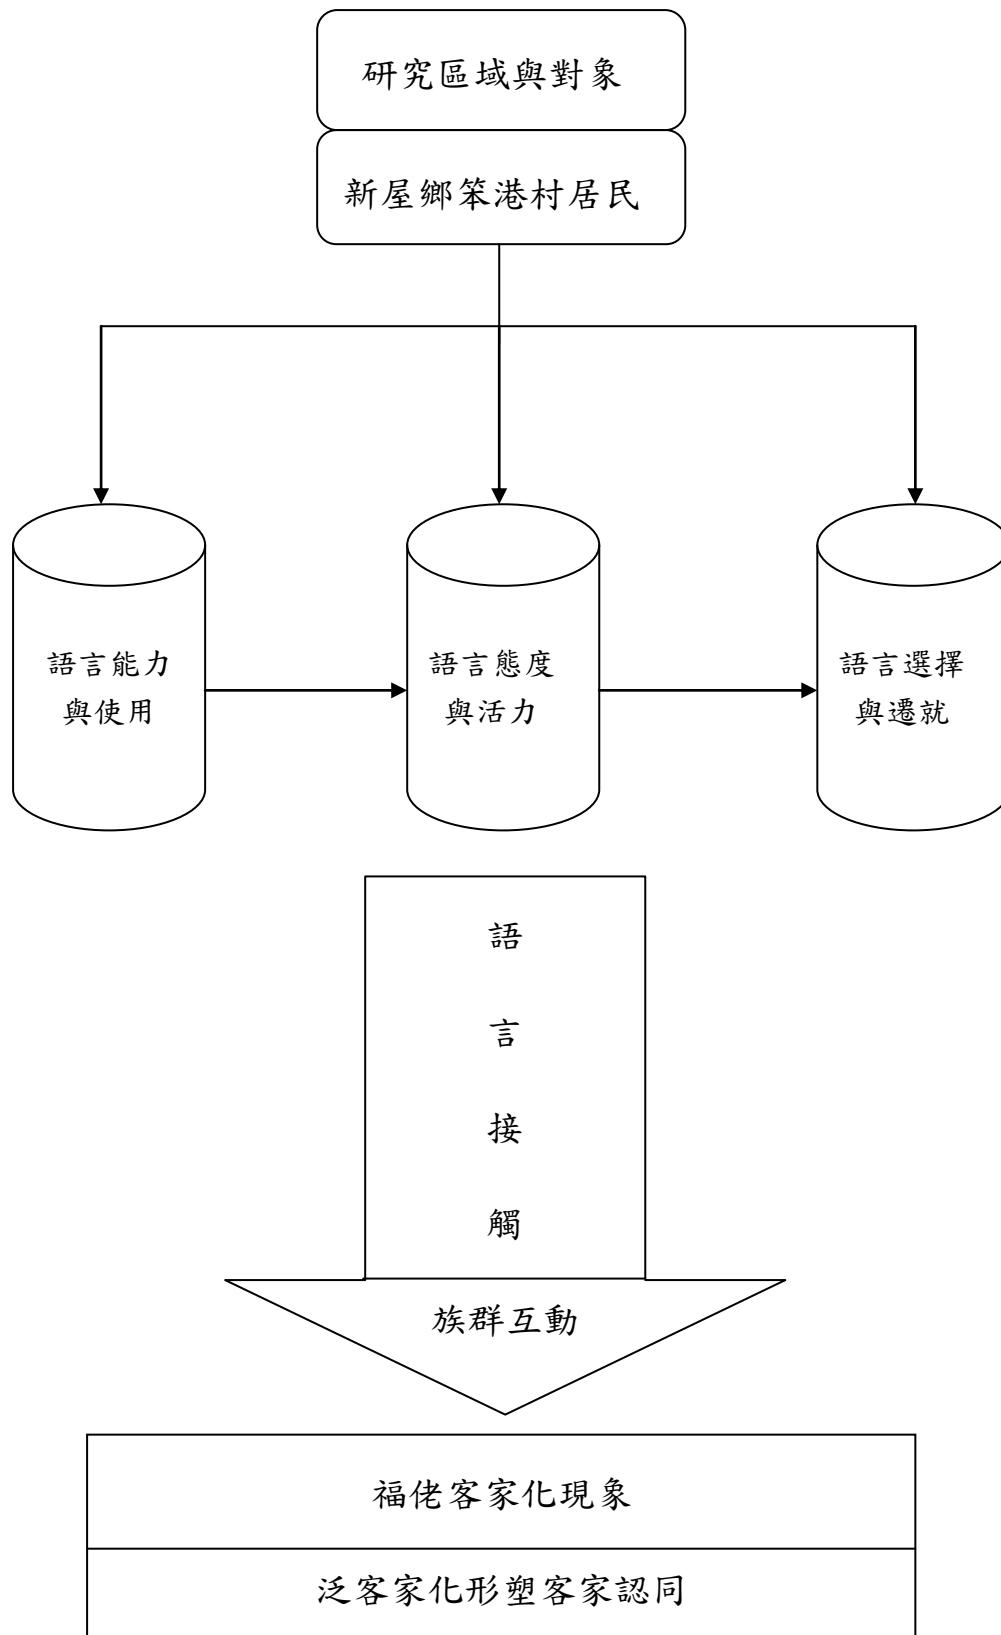 研究區域與對象
新屋鄉笨港村居民
語言能力
與使用
語言態度
與活力
語言選擇
與遷就
語
言
接
觸
族群互動
福佬客家化現象
泛客家化形塑客家認同